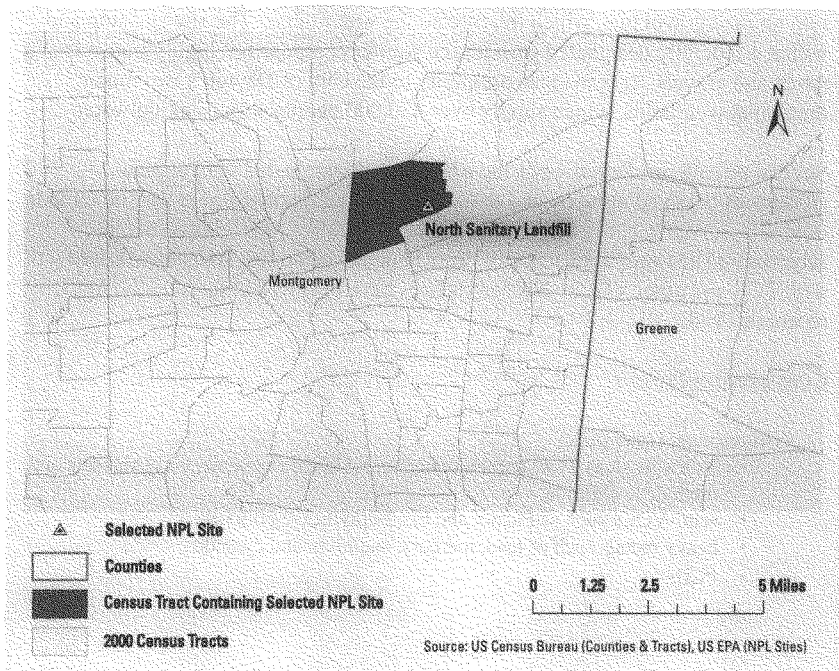 N
North Sanitary Landfill
Montgomery
Greene
Selected NPL Site
Counties
Census Tract Containing Selected NPL Site
2000 Census Tracts
0 1.25 2.5 5 Miles
Source: US Census Bureau (Counties & Tracts), US EPA (NPL Sties)